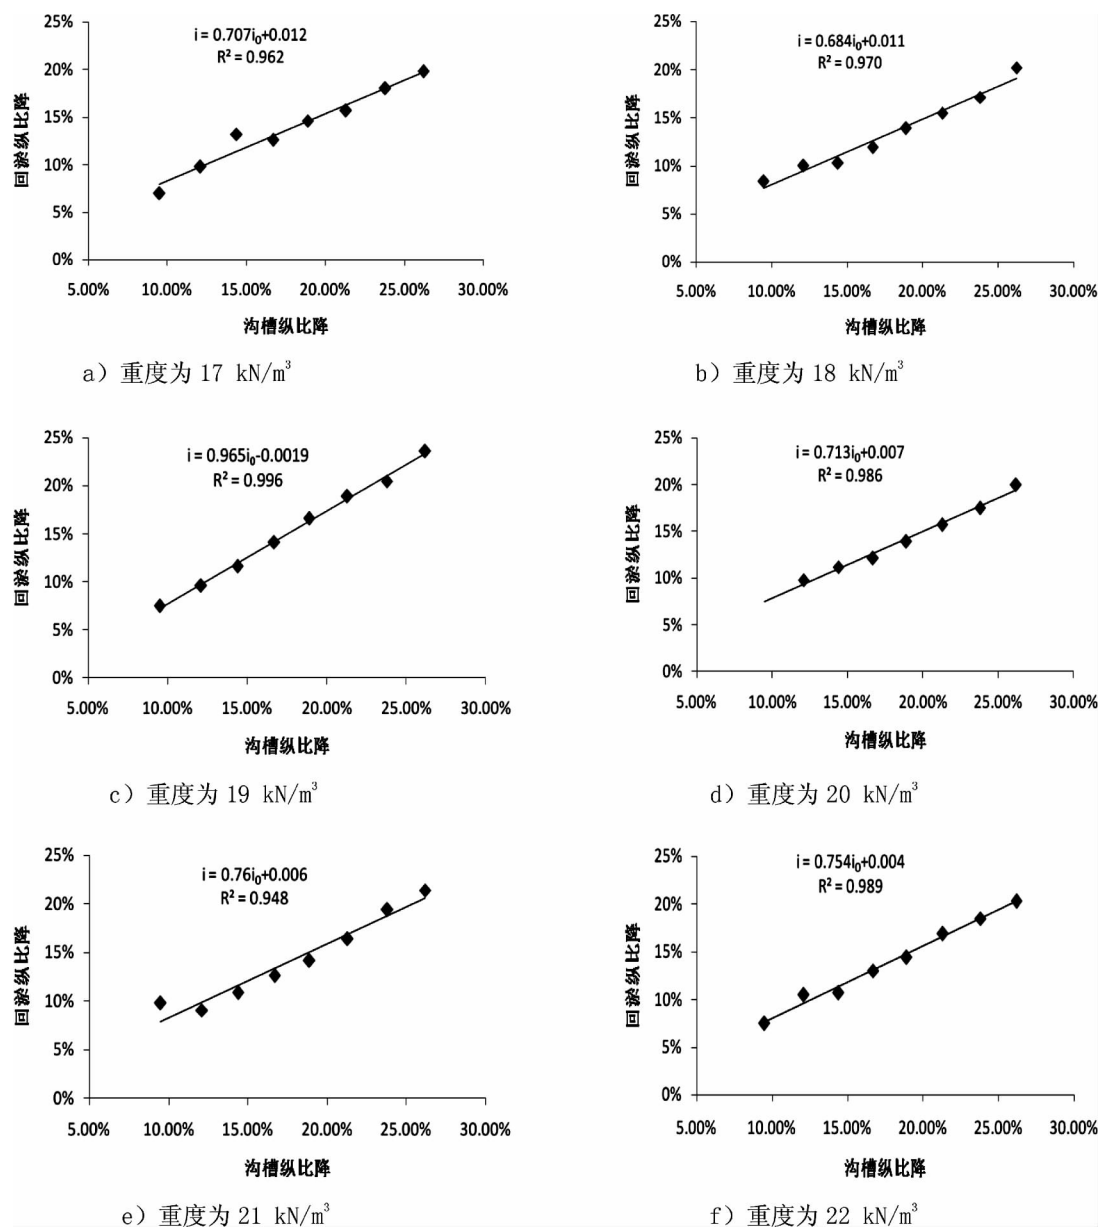 i = 0.707i₀+0.012
R² = 0.962
25%
20%
15%
10%
5%
0%
回淤纵比降
5.00% 10.00% 15.00% 20.00% 25.00% 30.00%
沟槽纵比降
a）重度为 17 kN/m³
i = 0.684i₀+0.011
R² = 0.970
25%
20%
15%
10%
5%
0%
回淤纵比降
5.00% 10.00% 15.00% 20.00% 25.00% 30.00%
沟槽纵比降
b）重度为 18 kN/m³
i = 0.965i₀-0.0019
R² = 0.996
25%
20%
15%
10%
5%
0%
回淤纵比降
5.00% 10.00% 15.00% 20.00% 25.00% 30.00%
沟槽纵比降
c）重度为 19 kN/m³
i = 0.713i₀+0.007
R² = 0.986
25%
20%
15%
10%
5%
0%
回淤纵比降
5.00% 10.00% 15.00% 20.00% 25.00% 30.00%
沟槽纵比降
d）重度为 20 kN/m³
i = 0.76i₀+0.006
R² = 0.948
25%
20%
15%
10%
5%
0%
回淤纵比降
5.00% 10.00% 15.00% 20.00% 25.00% 30.00%
沟槽纵比降
e）重度为 21 kN/m³
i = 0.754i₀+0.004
R² = 0.989
25%
20%
15%
10%
5%
0%
回淤纵比降
5.00% 10.00% 15.00% 20.00% 25.00% 30.00%
沟槽纵比降
f）重度为 22 kN/m³